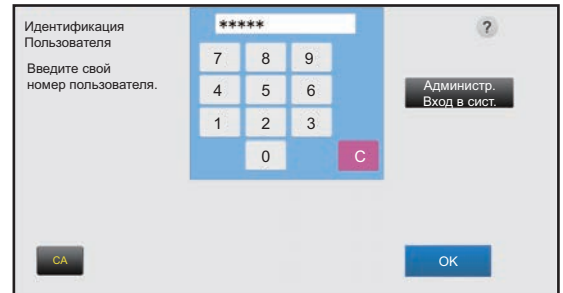 Идентификация
Пользователя
Введите свой
номер пользователя.
*****
?
7 8 9
4 5 6
1 2 3
0 C
Администр.
Вход в сист.
CA
OK